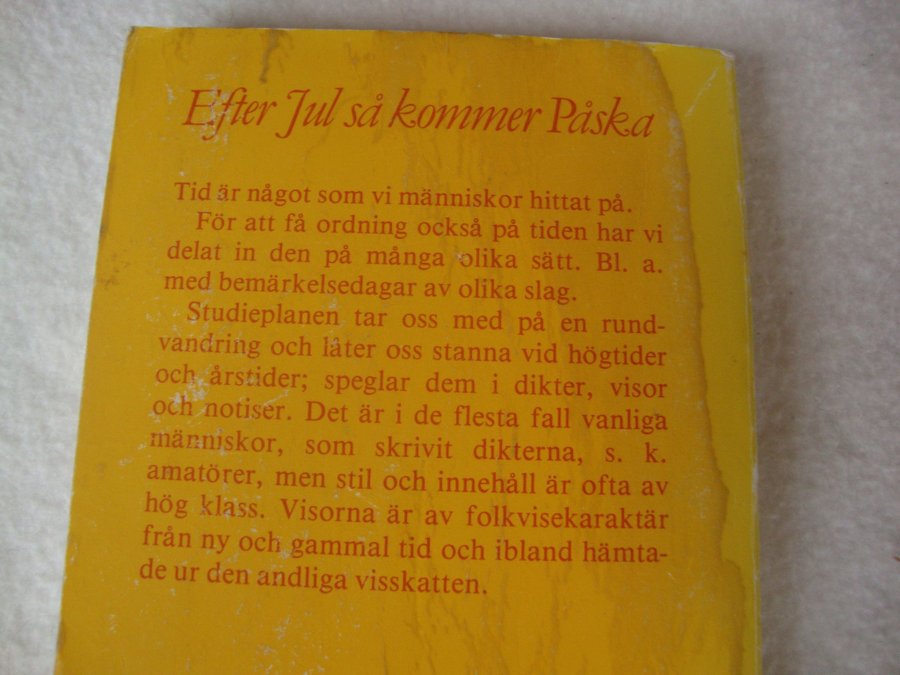 Efter Jul så kommer Påska
Tid är något som vi människor hittat på.
För att få ordning också på tiden har vi
delat in den på många olika sätt. Bl. a.
med bemärkelsedagar av olika slag.
Studieplanen tar oss med på en rund-
vandring och låter oss stanna vid högtider
och årstider; speglar dem i dikter, visor
och notiser. Det är i de flesta fall vanliga
människor, som skrivit dikterna, s. k.
amatörer, men stil och innehåll är ofta av
hög klass. Visorna är av folkvisekaraktär
från ny och gammal tid och ibland hämta-
de ur den andliga visskatten.